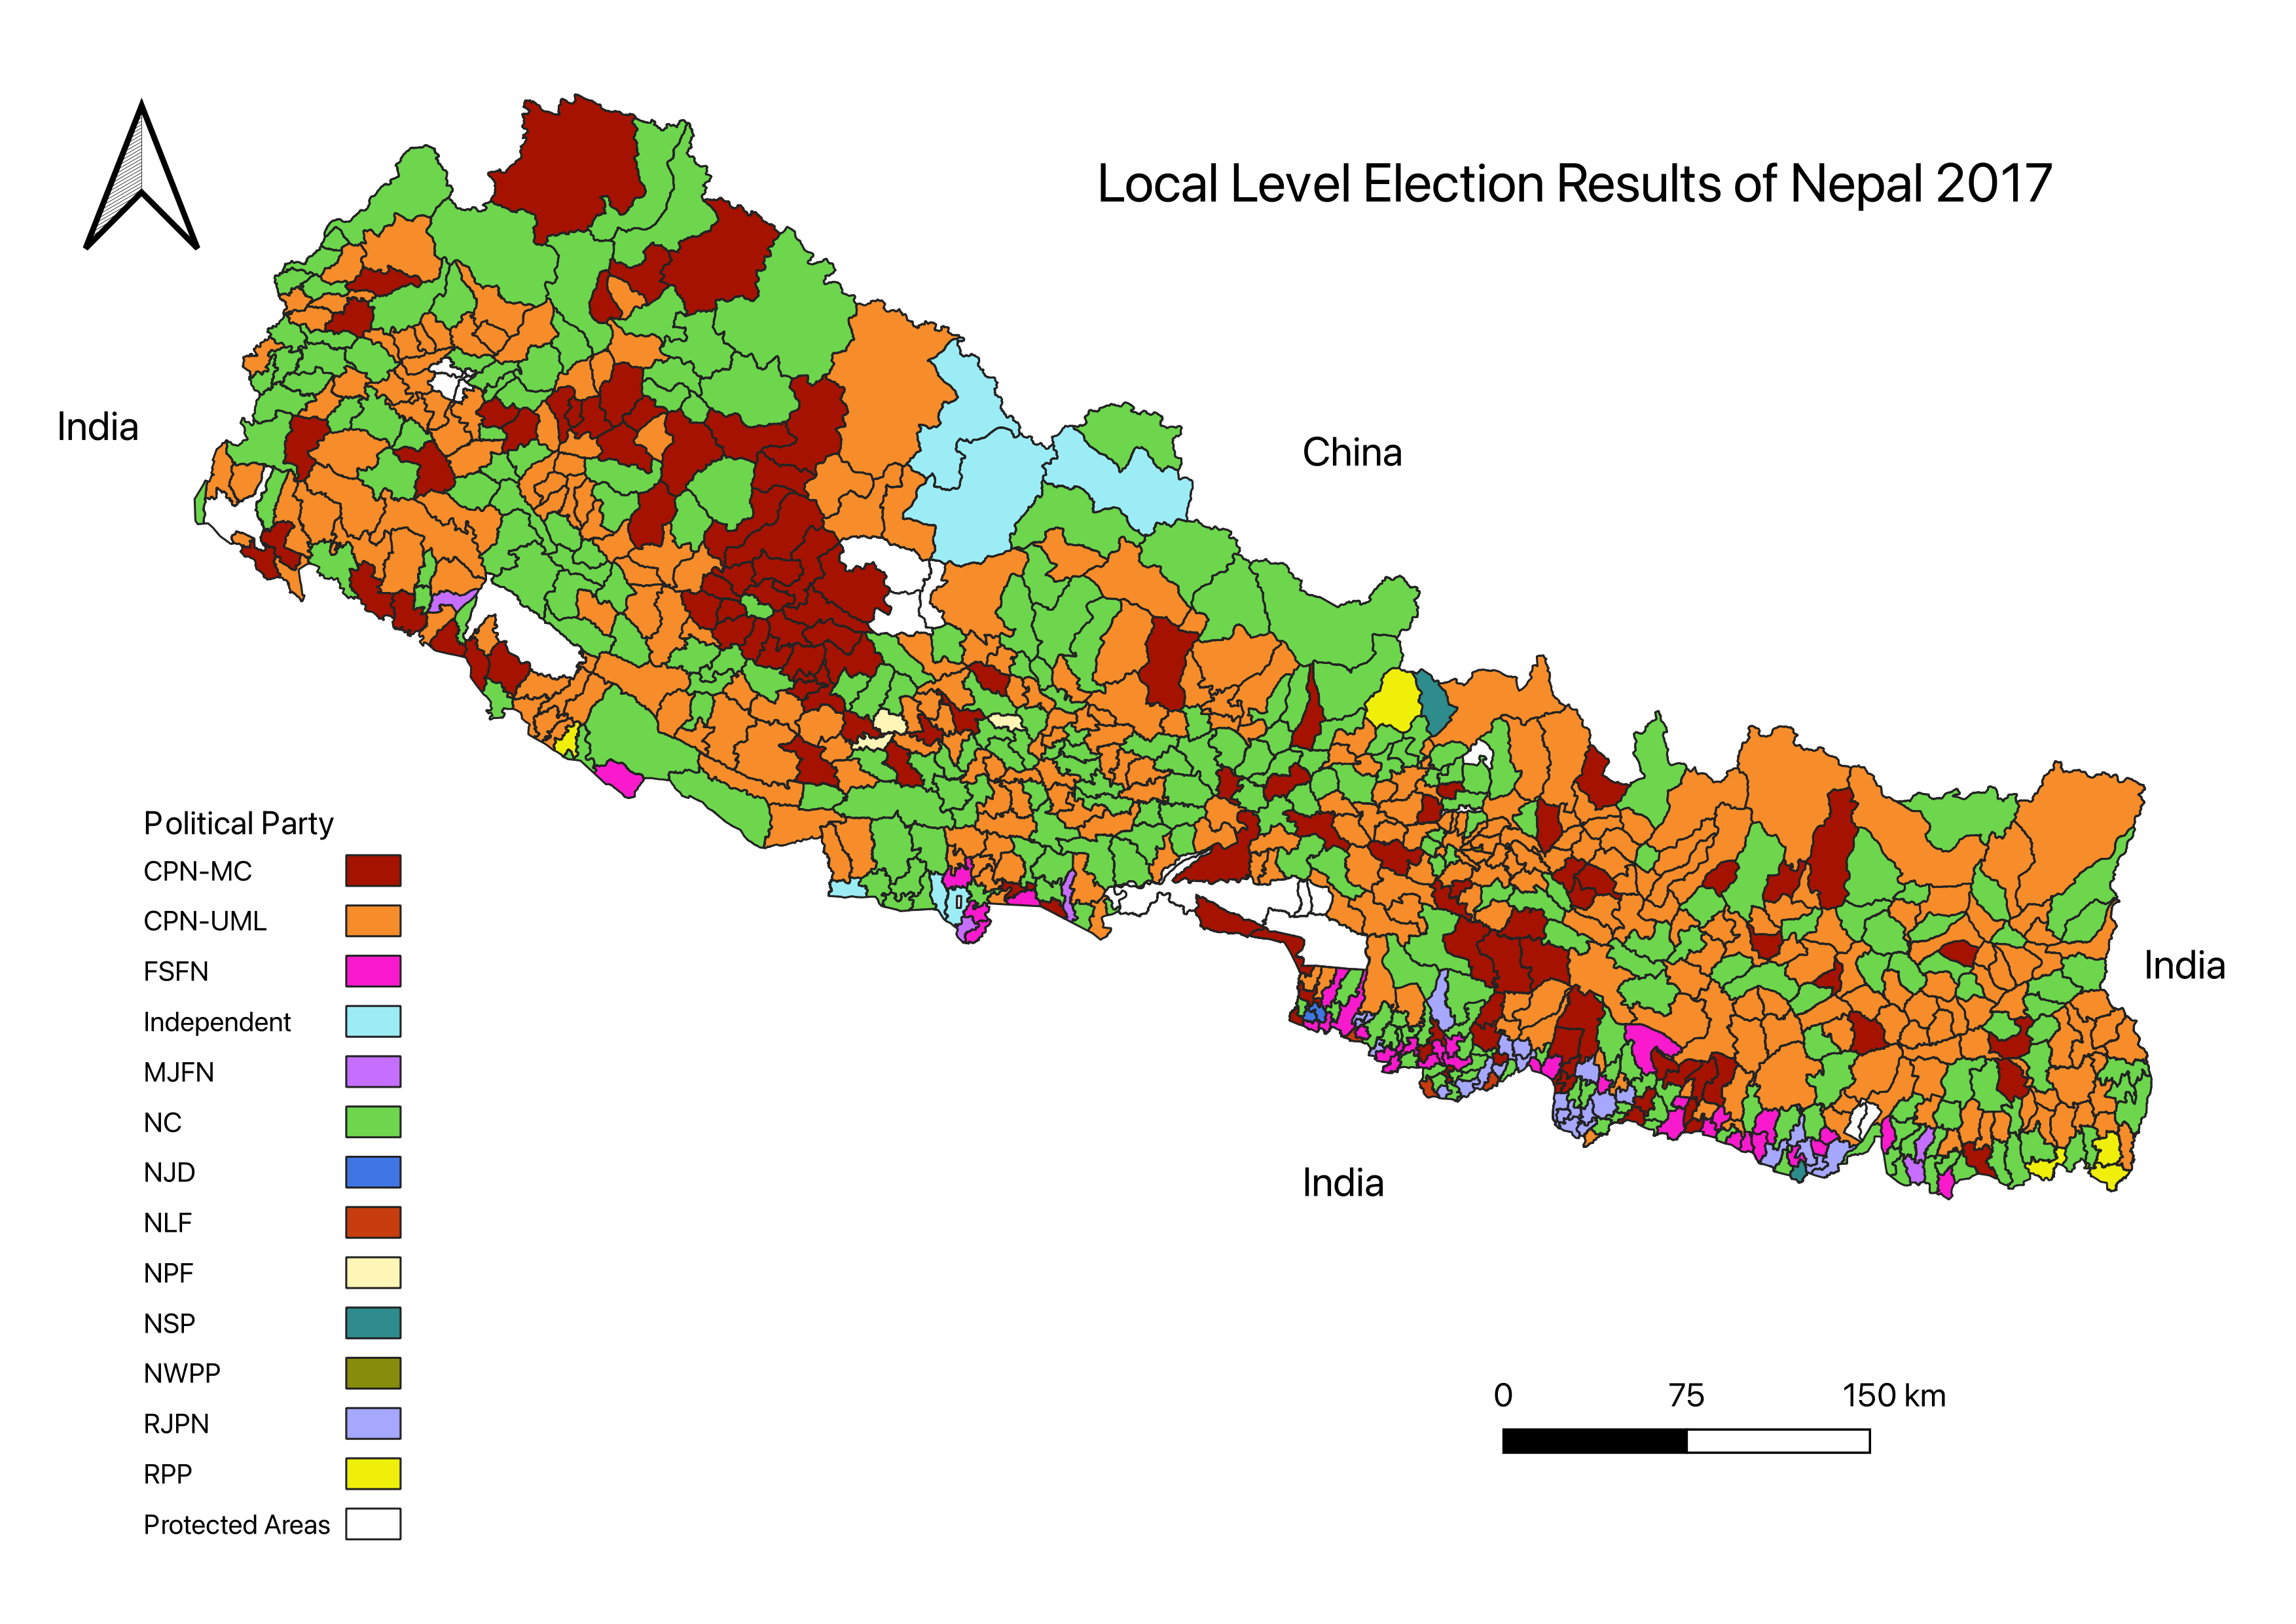 Local Level Election Results of Nepal 2017
India
China
India
India
Political Party
CPN-MC
CPN-UML
FSFN
Independent
MJFN
NC
NJD
NLF
NPF
NSP
NWPP
RJPN
RPP
Protected Areas
0 75 150 km